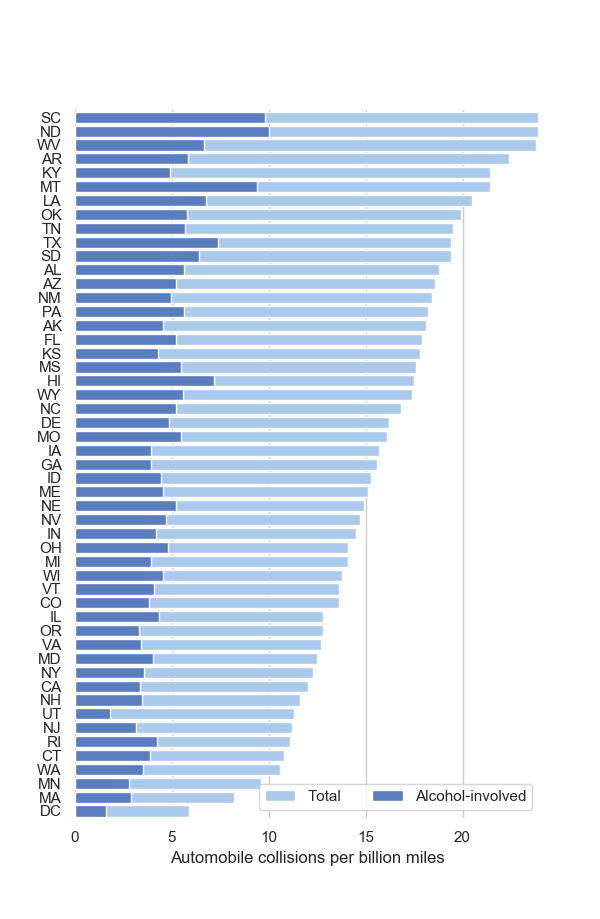 SC
ND
WV
AR
KY
MT
LA
OK
TN
TX
SD
AL
AZ
NM
PA
AK
FL
KS
MS
HI
WY
NC
DE
MO
IA
GA
ID
ME
NE
NV
IN
OH
MI
WI
VT
CO
IL
OR
VA
MD
NY
CA
NH
UT
NJ
RI
CT
WA
MN
MA
DC
Total Alcohol-involved
0 5 10 15 20
Automobile collisions per billion miles